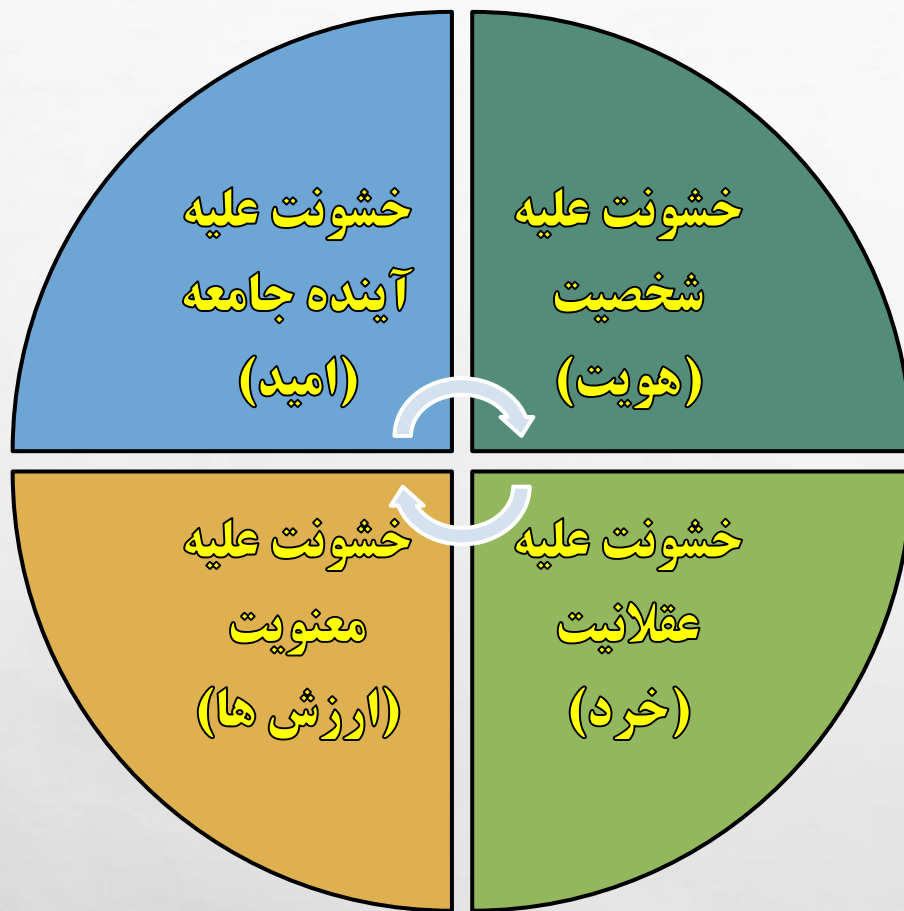 خشونت علیه
شخصیت
(هویت)
خشونت علیه
آینده جامعه
(امید)
خشونت علیه
عقلانیت
(خرد)
خشونت علیه
معنویت
(ارزش ها)